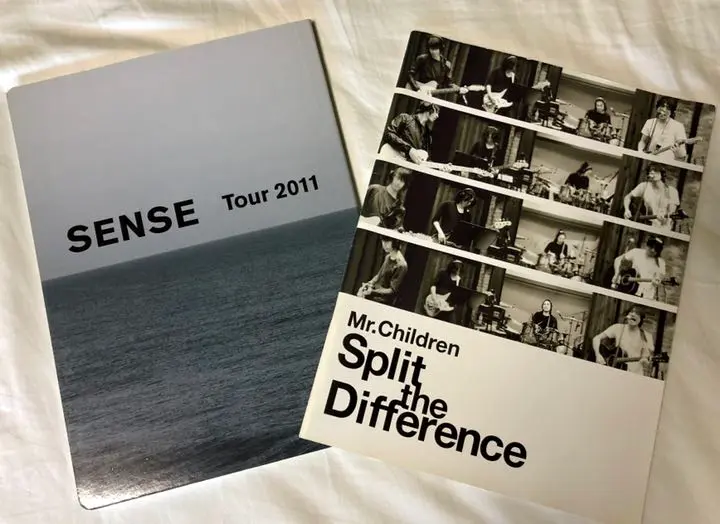 SENSE Tour 2011
Mr.Children
Split
the
Difference